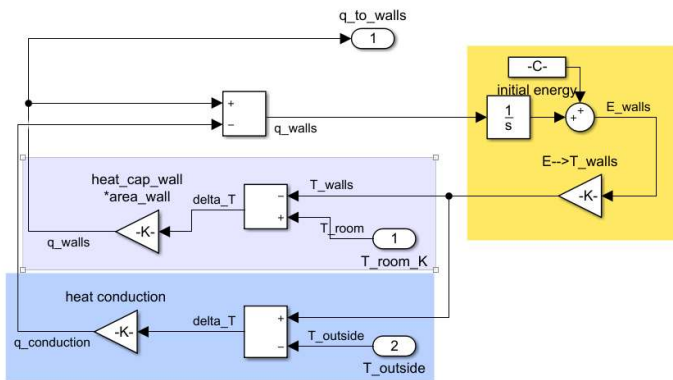 q_to_walls
1
-C-
initial energy
+
−
q_walls
1
s
+
+
E_walls
E-->T_walls
-K-
heat_cap_wall
*area_wall
delta_T
−
+
T_walls
-K-
q_walls
T_room
1
T_room_K
heat conduction
delta_T
+
−
-K-
q_conduction
T_outside
2
T_outside